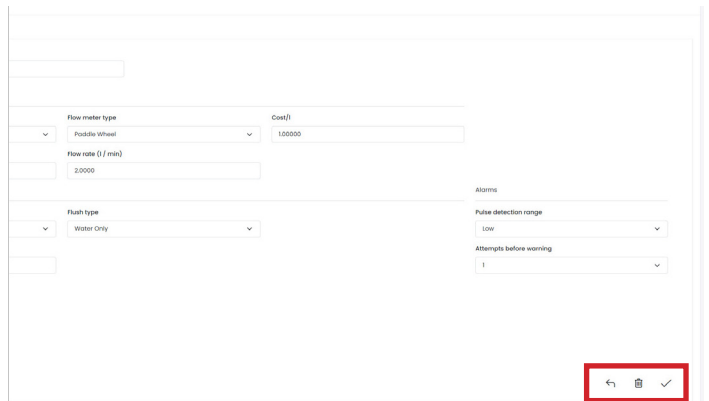 Flow meter type
Cost/l
Paddle Wheel
1.00000
Flow rate (l / min)
2.0000
Alarms
Flush type
Pulse detection range
Water Only
Low
Attempts before warning
1